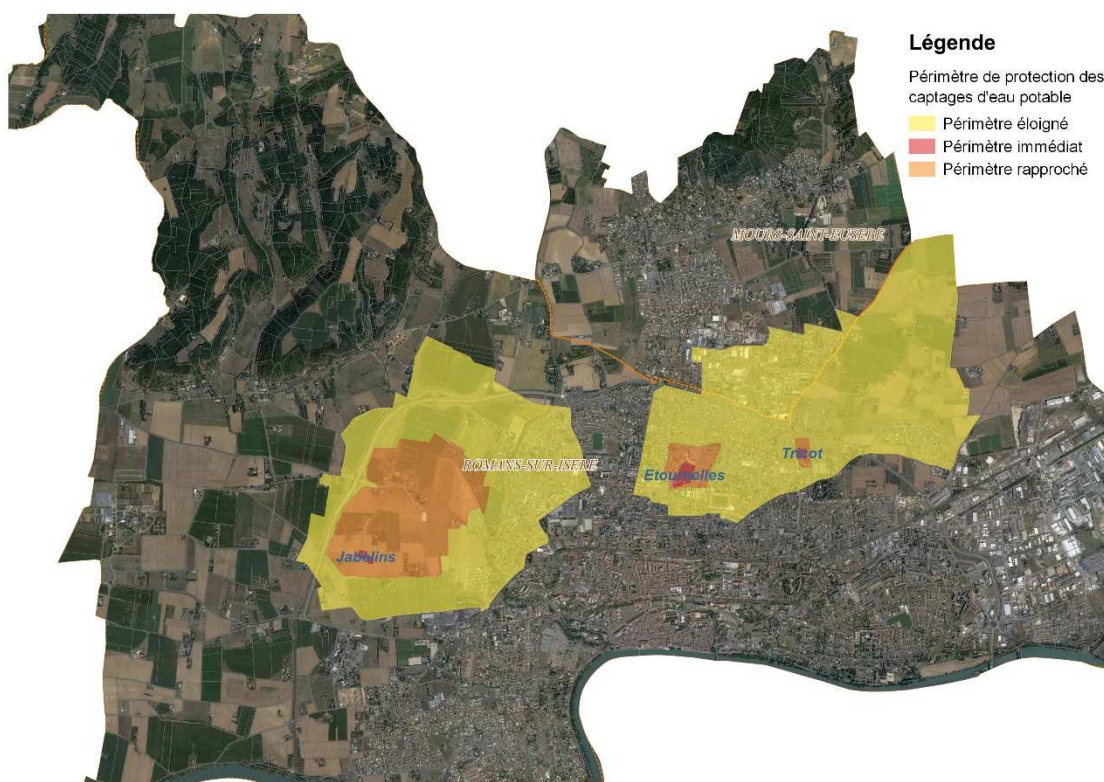 Légende
Périmètre de protection des
captages d'eau potable
Périmètre éloigné
Périmètre immédiat
Périmètre rapproché
MOURS-SAINT-EUSEBE
ROMANS-SUR-ISERE
Tricot
Etournelles
Jabelins